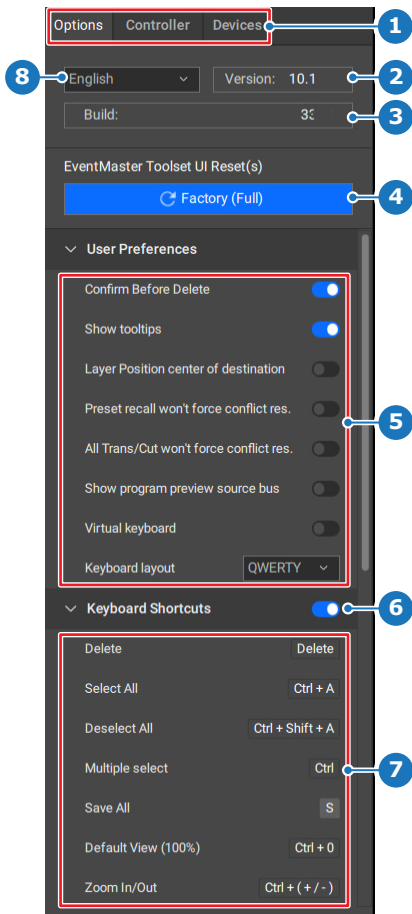 Options Controller Devices 1
8 English Version: 10.1 2
Build: 3
EventMaster Toolset UI Reset(s)
Factory (Full) 4
User Preferences
Confirm Before Delete
Show tooltips
Layer Position center of destination
Preset recall won't force conflict res.
5
All Trans/Cut won't force conflict res.
Show program preview source bus
Virtual keyboard
Keyboard layout QWERTY
Keyboard Shortcuts 6
Delete Delete
Select All Ctrl + A
Deselect All Ctrl + Shift + A
Multiple select Ctrl 7
Save All S
Default View (100%) Ctrl + 0
Zoom In/Out Ctrl + ( + / - )